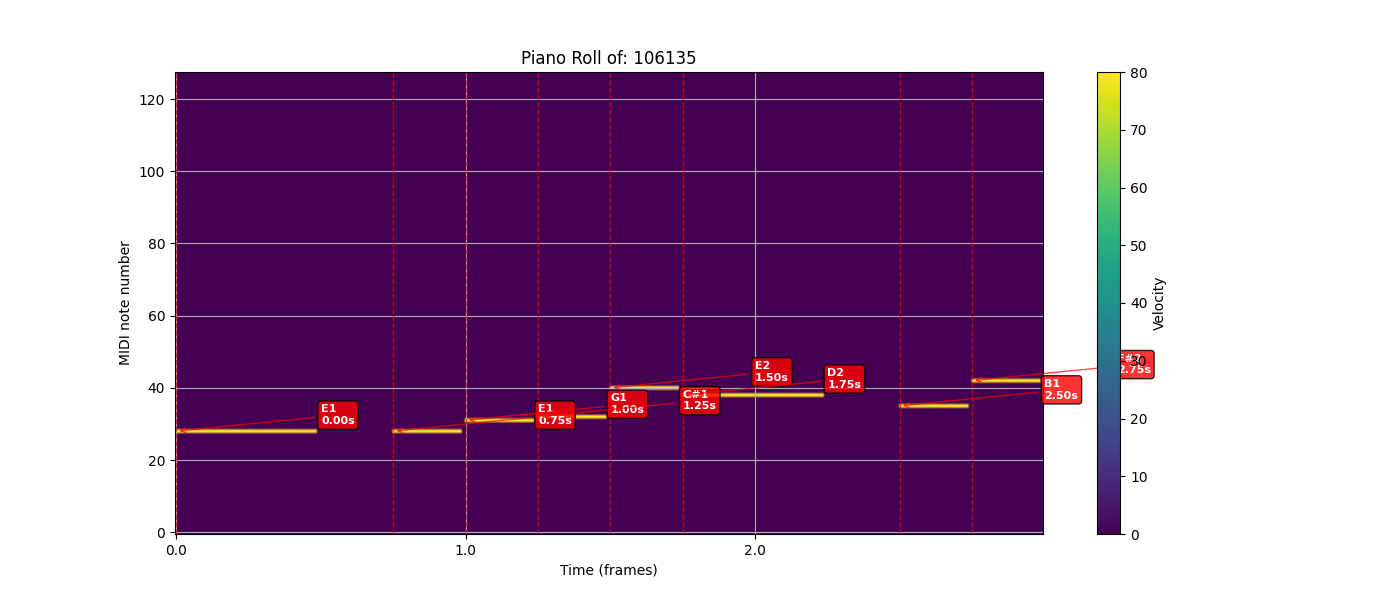 Piano Roll of: 106135
MIDI note number
120
100
80
60
40
20
0
E1
0.00s
E1
0.75s
G1
1.00s
C#1
1.25s
E2
1.50s
D2
1.75s
B1
2.50s
2.75s
0.0
1.0
2.0
Time (frames)
80
70
60
50
40
30
20
10
0
Velocity